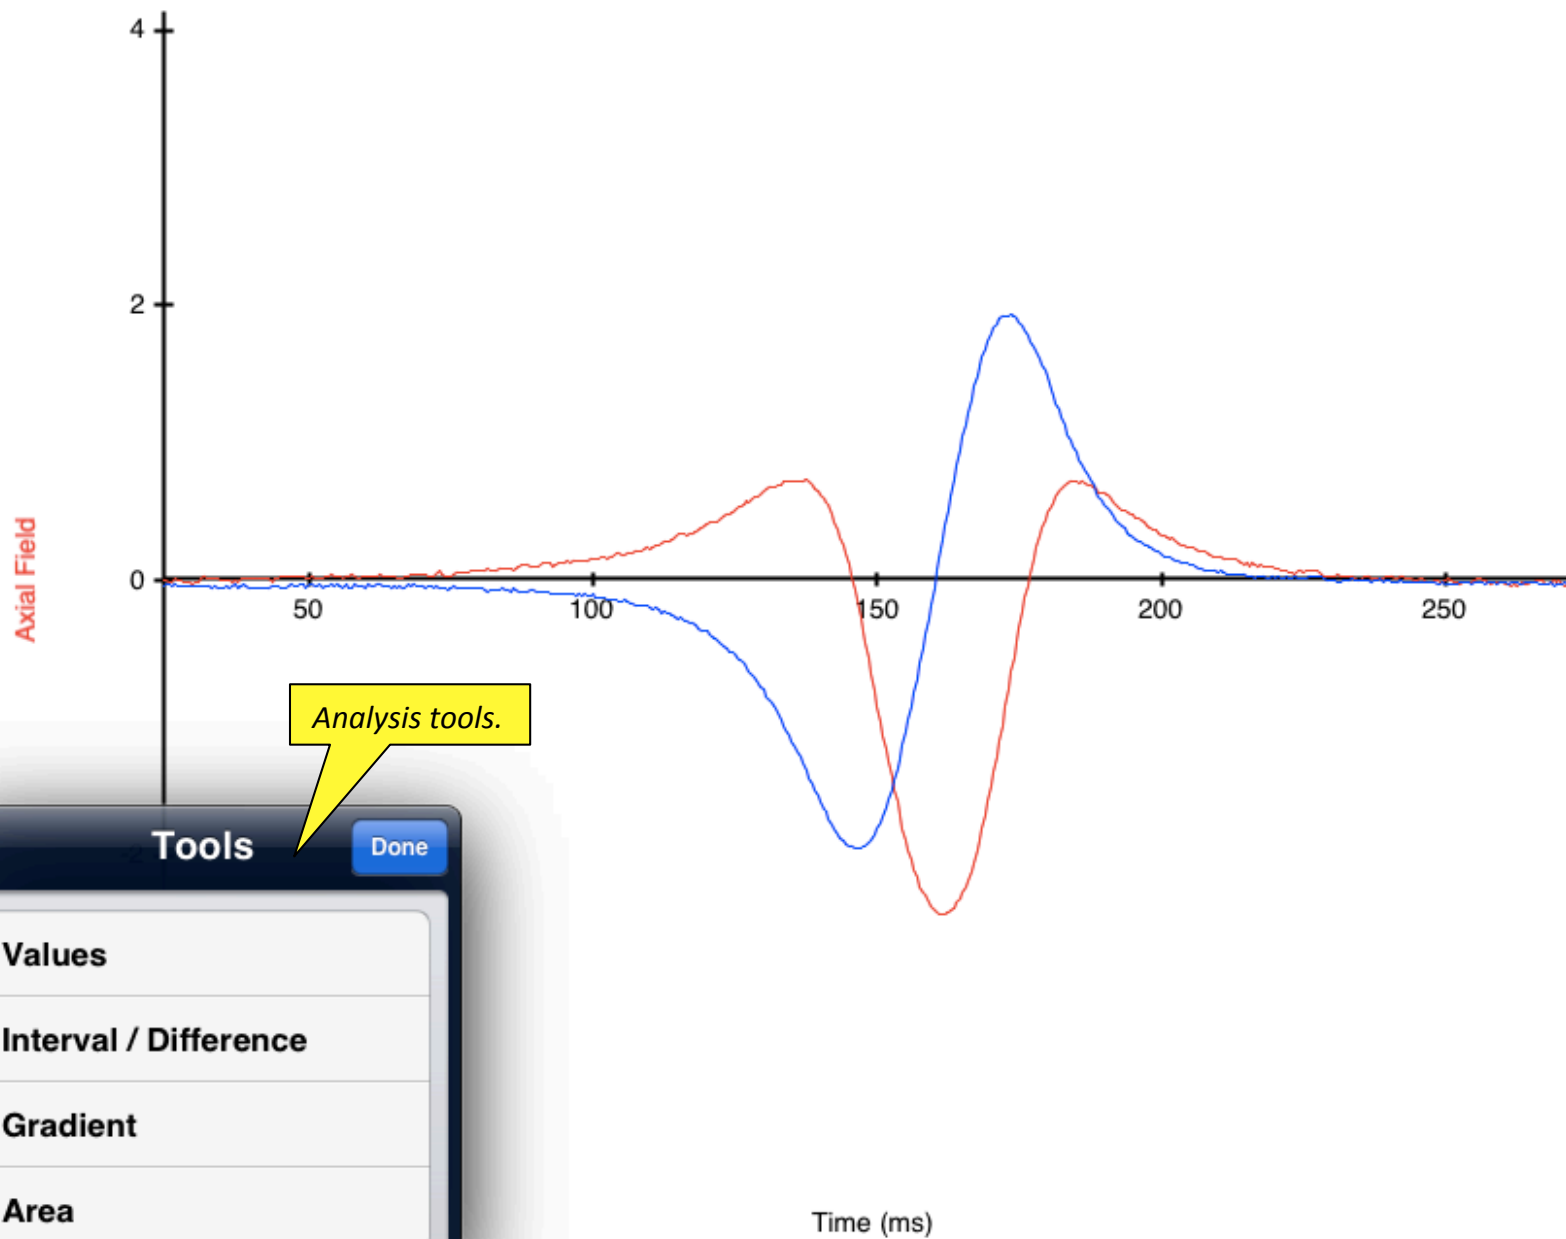 4
2
0
50
100
150
200
250
Axial Field
Analysis tools.
-2
Tools
Done
Values
Interval / Difference
Gradient
Area
Time (ms)